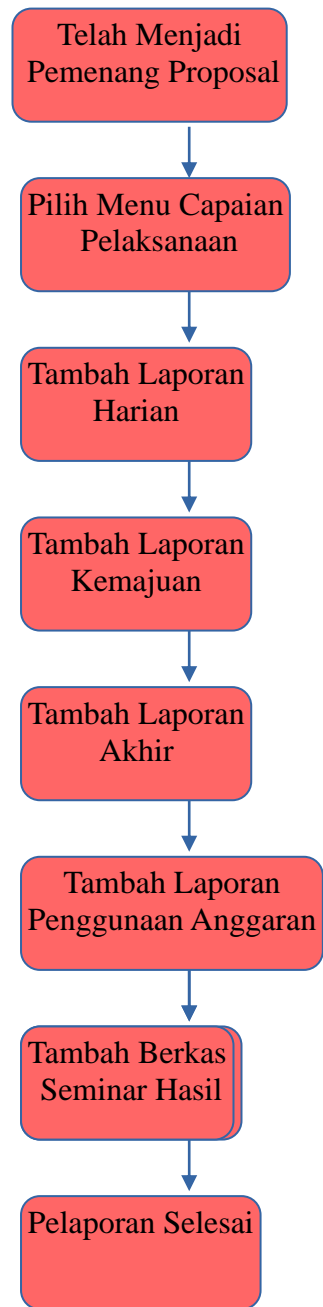 Telah Menjadi
Pemenang Proposal
Pilih Menu Capaian
Pelaksanaan
Tambah Laporan
Harian
Tambah Laporan
Kemajuan
Tambah Laporan
Akhir
Tambah Laporan
Penggunaan Anggaran
Tambah Berkas
Seminar Hasil
Pelaporan Selesai